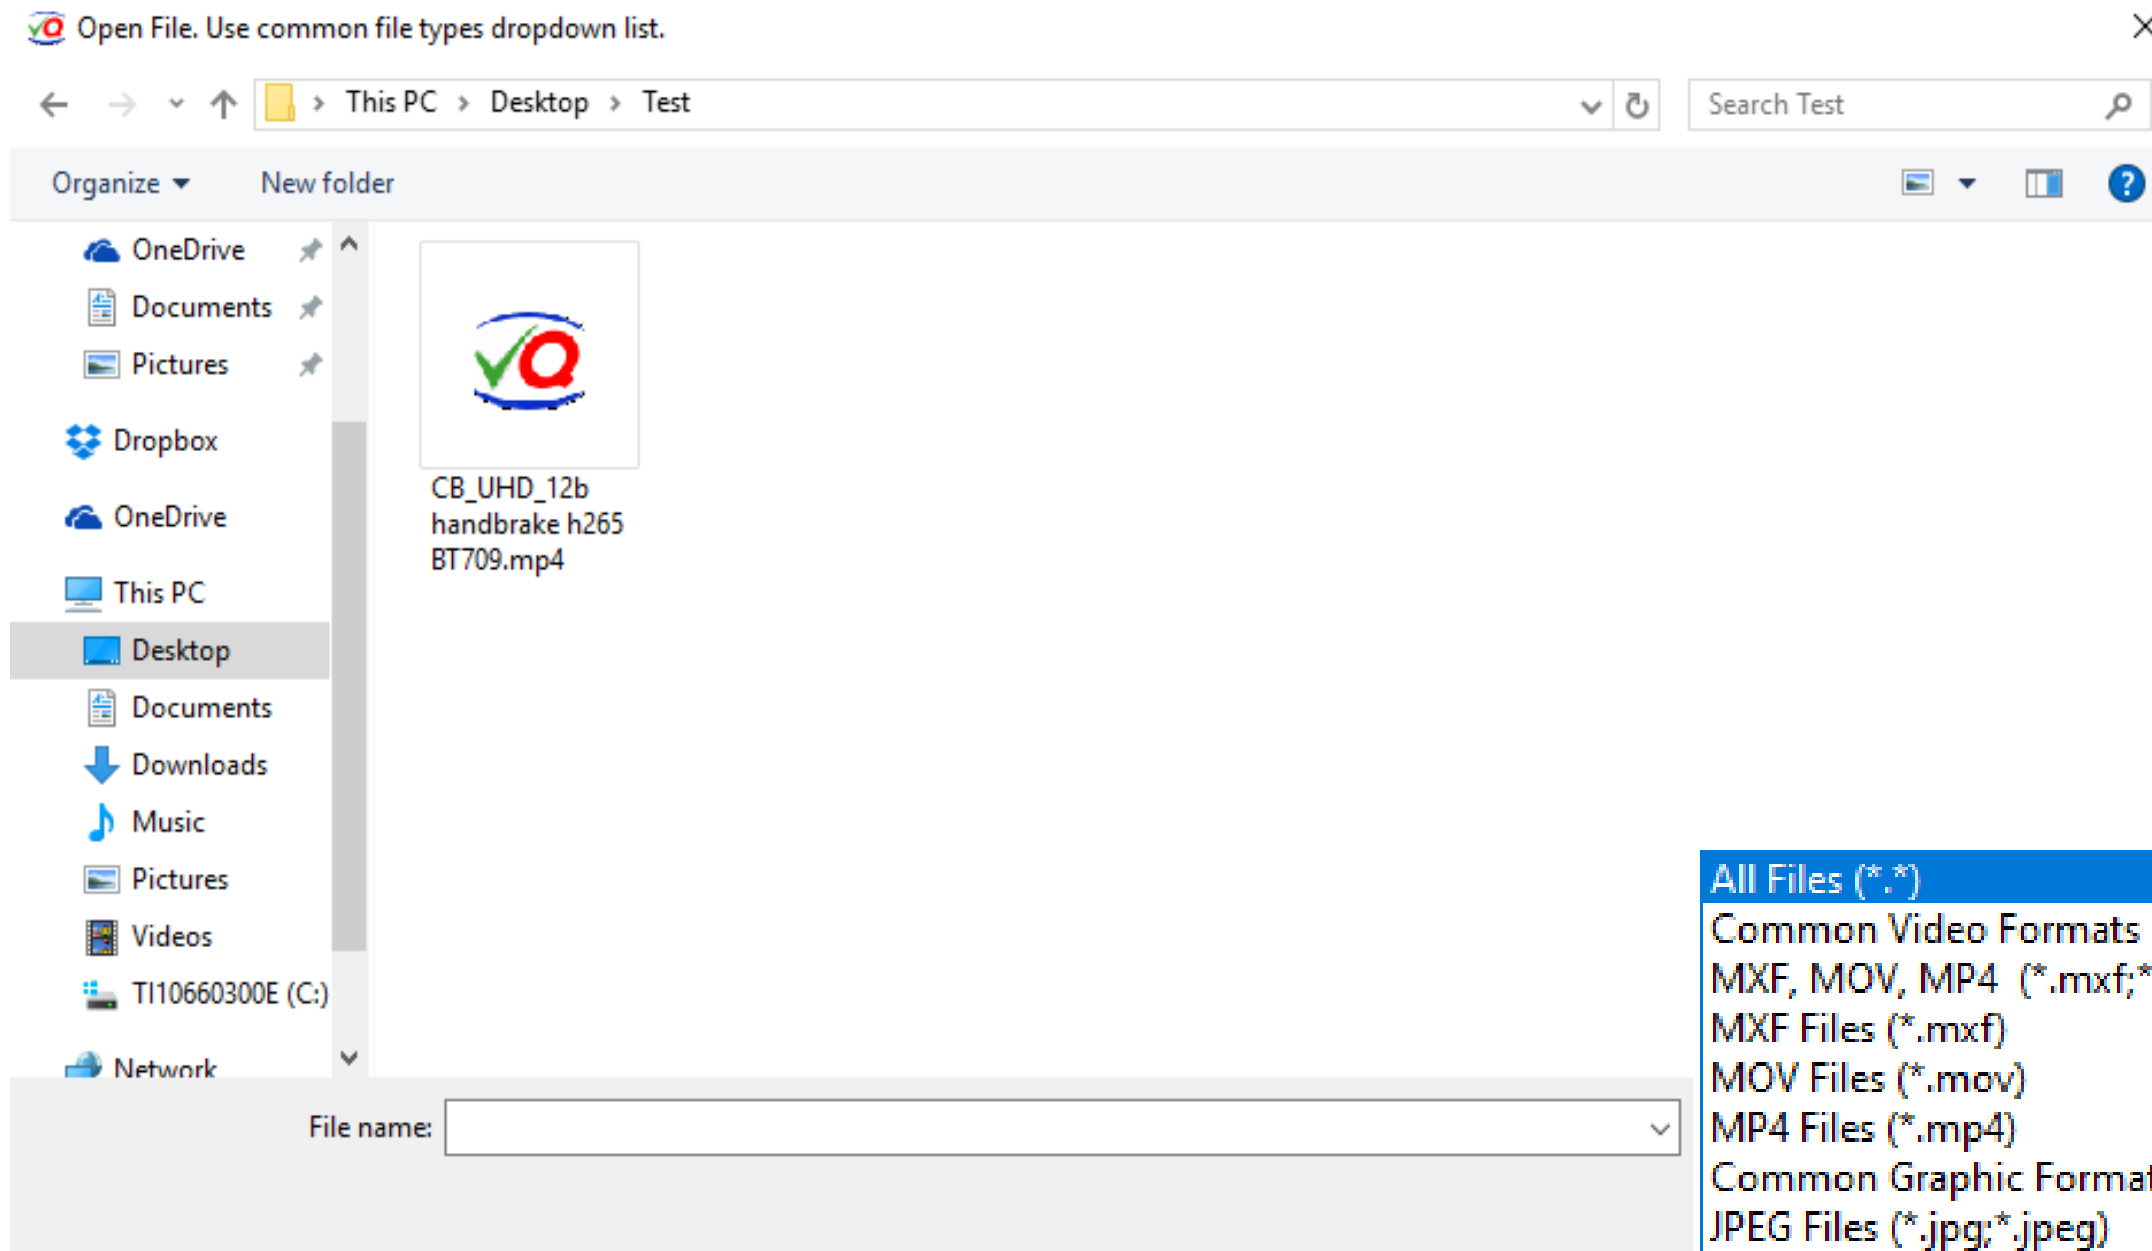 Open File. Use common file types dropdown list.
This PC > Desktop > Test
Search Test
Organize
New folder
OneDrive
Documents
Pictures
Dropbox
OneDrive
This PC
Desktop
Documents
Downloads
Music
Pictures
Videos
TI10660300E (C:)
Network
CB_UHD_12b
handbrake h265
BT709.mp4
File name:
All Files (*.*)
Common Video Formats
MXF, MOV, MP4 (*.mxf;*
MXF Files (*.mxf)
MOV Files (*.mov)
MP4 Files (*.mp4)
Common Graphic Format
JPEG Files (*.jpg;*.jpeg)